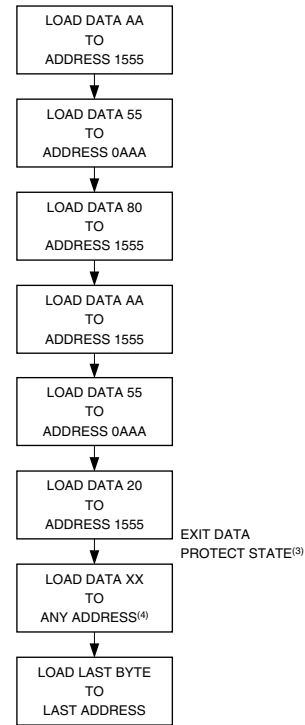 LOAD DATA AA
TO
ADDRESS 1555
LOAD DATA 55
TO
ADDRESS 0AAA
LOAD DATA 80
TO
ADDRESS 1555
LOAD DATA AA
TO
ADDRESS 1555
LOAD DATA 55
TO
ADDRESS 0AAA
LOAD DATA 20
TO
ADDRESS 1555
EXIT DATA
PROTECT STATE(3)
LOAD DATA XX
TO
ANY ADDRESS(4)
LOAD LAST BYTE
TO
LAST ADDRESS